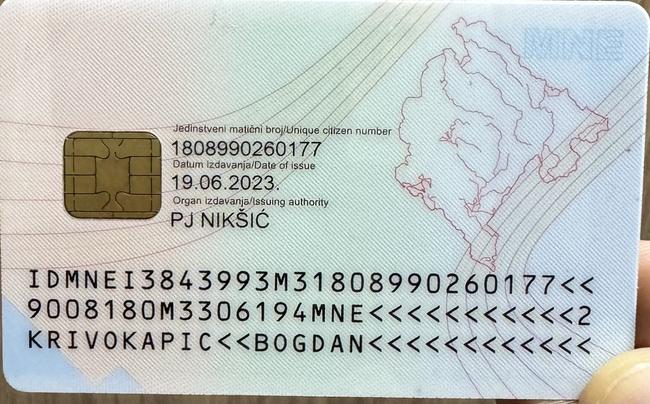 MNE
Jedinstveni matični broj/Unique citizen number
1808990260177
Datum izdavanja/Date of issue
19.06.2023.
Organ izdavanja/Issuing authority
PJ NIKŠIĆ
IDMNEI3843993M31808990260177<<
9008180M3306194MNE<<<<<<<<<<<2
KRIVOKAPIC<<BOGDAN<<<<<<<<<<<<